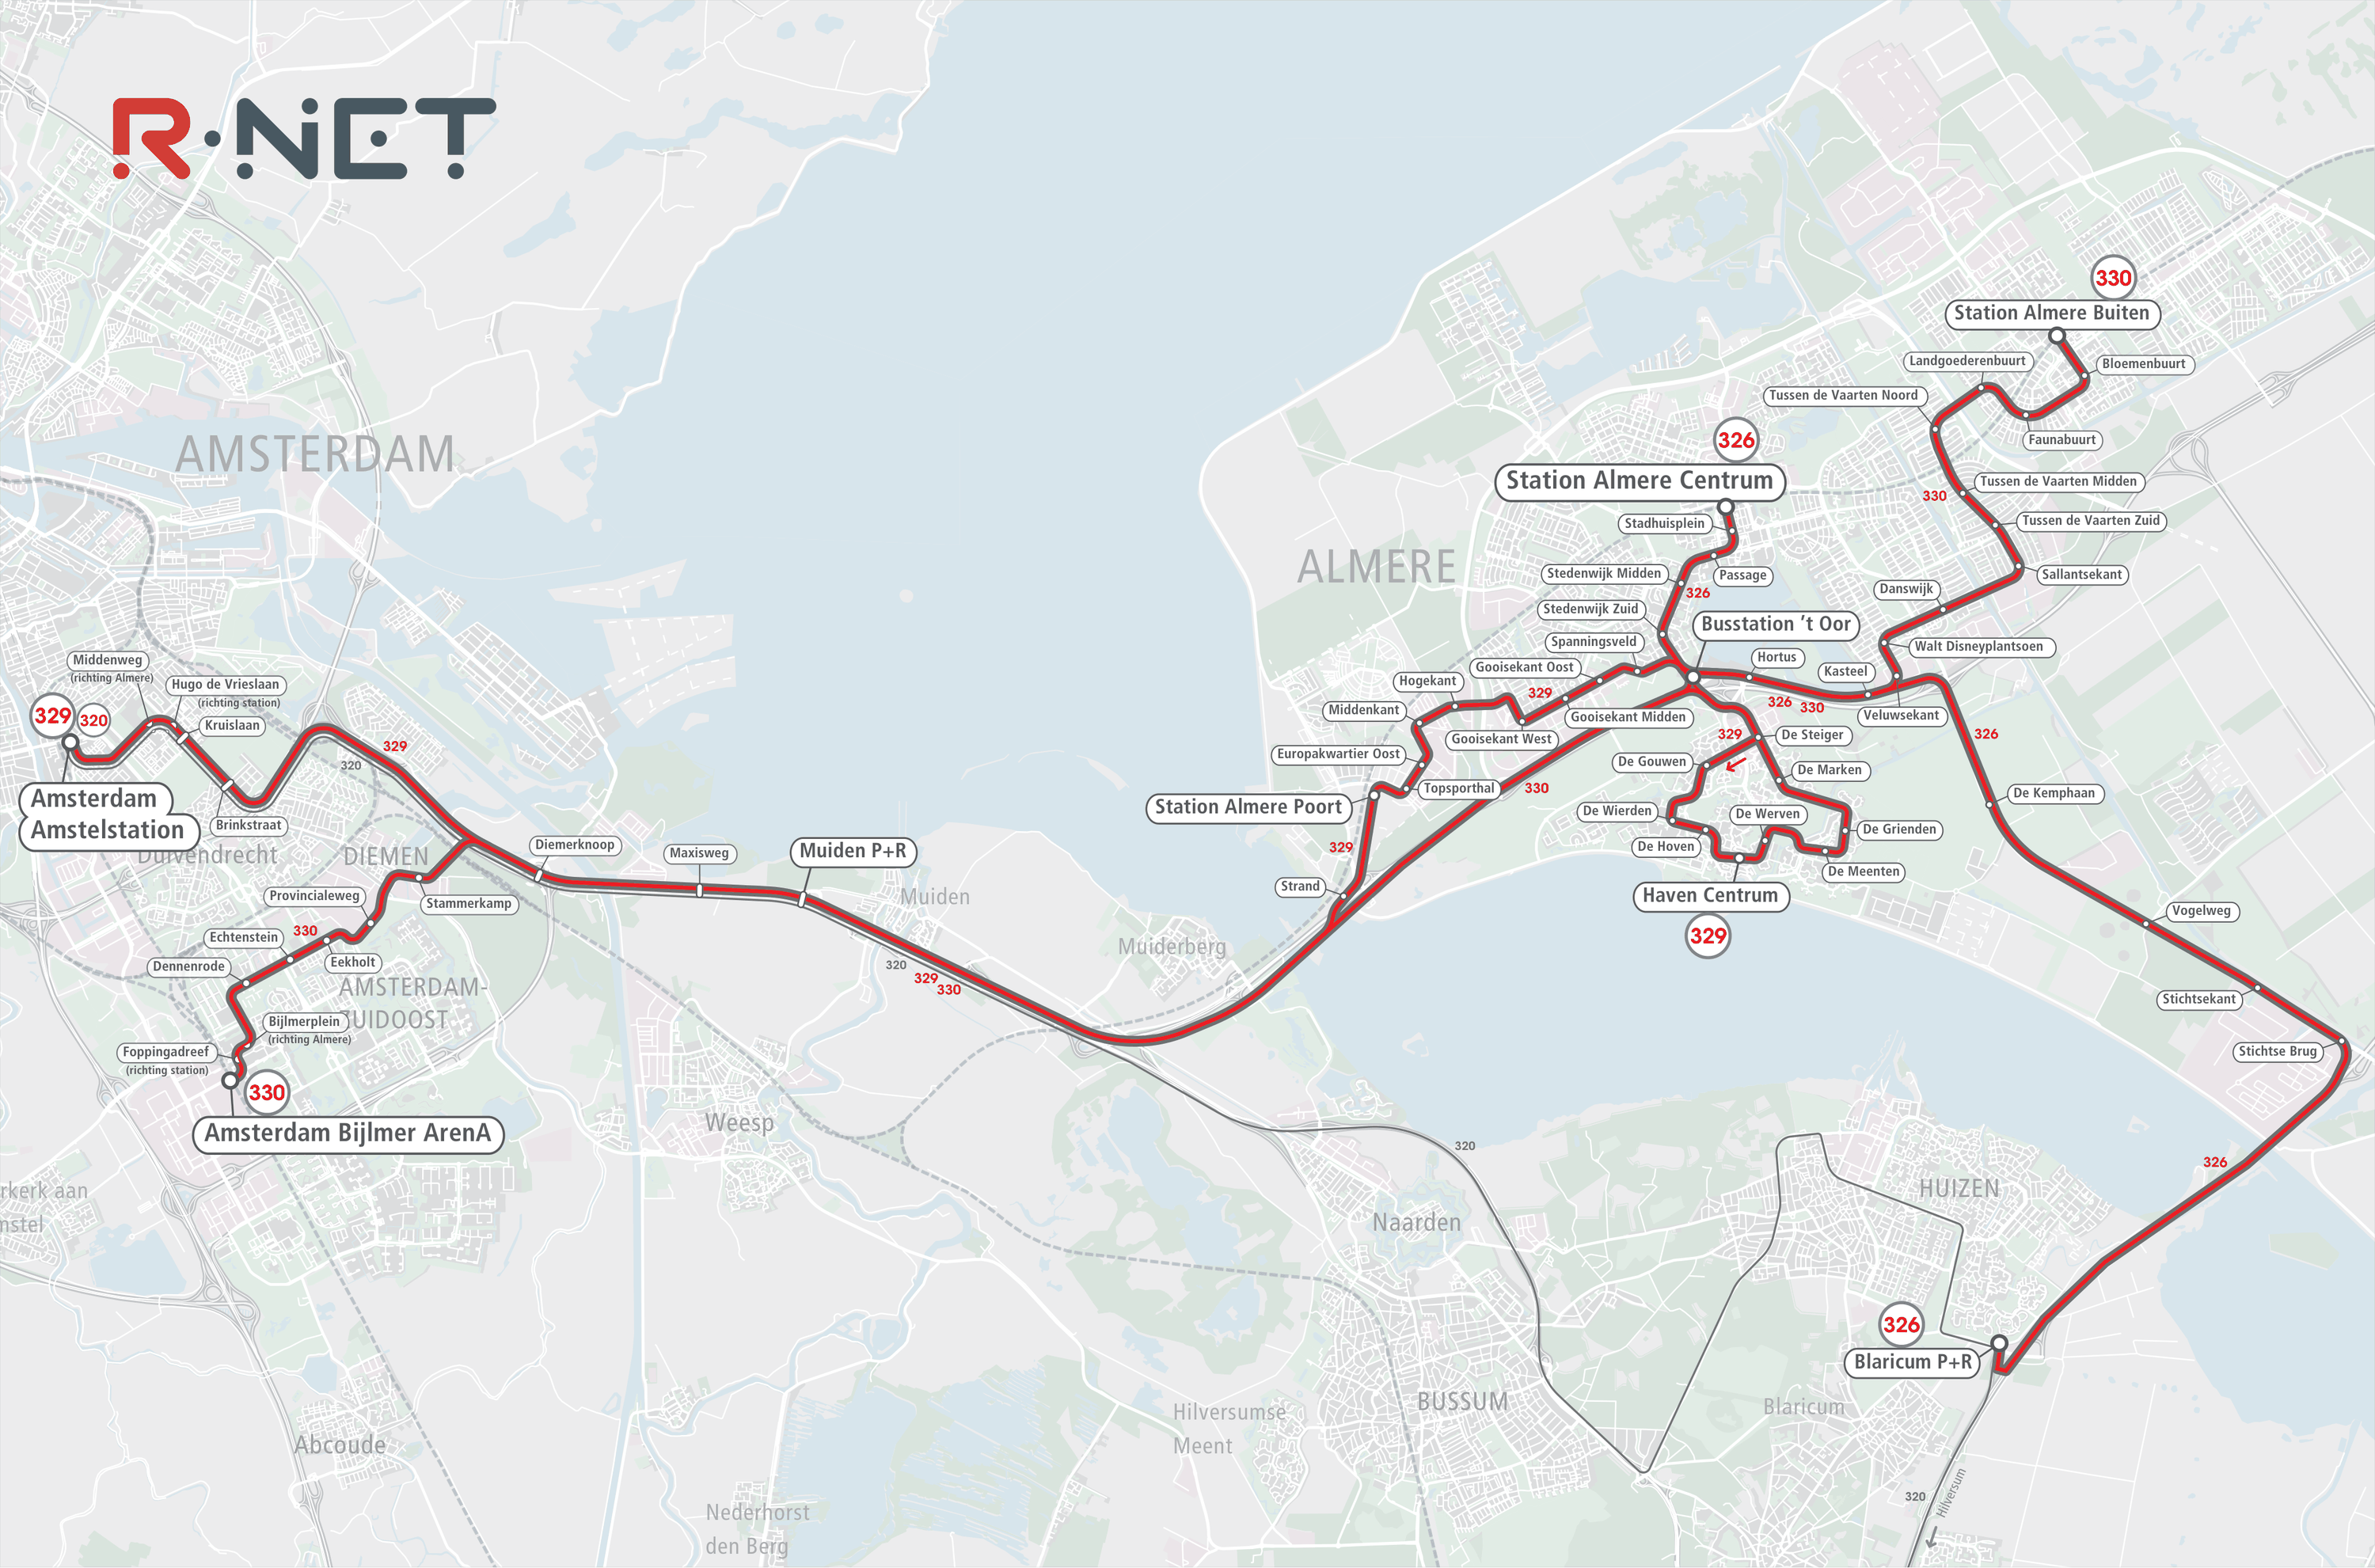 R·NET
AMSTERDAM
ALMERE
330
Station Almere Buiten
Landgoederenbuurt
Bloemenbuurt
Tussen de Vaarten Noord
Faunabuurt
326
Station Almere Centrum
Tussen de Vaarten Midden
330
Stadhuisplein
Tussen de Vaarten Zuid
Passage
Stedenwijk Midden
326
Sallantsekant
Danswijk
Stedenwijk Zuid
Busstation 't Oor
Spanningsveld
Walt Disneyplantsoen
Hortus
Gooisekant Oost
Kasteel
Hogekant
329
326
330
Middenkant
Gooisekant Midden
Veluwsekant
Gooisekant West
329
De Steiger
326
Europakwartier Oost
De Gouwen
De Marken
Topsporthal
330
De Kemphaan
Station Almere Poort
De Wierden
De Werven
De Grienden
329
De Hoven
De Meenten
Strand
Haven Centrum
329
Vogelweg
Stichtsekant
Stichtse Brug
326
Middenweg
(richting Almere)
Hugo de Vrieslaan
(richting station)
Kruislaan
329
320
329
320
Amsterdam
Amstelstation
Brinkstraat
Duivendrecht
DIEMEN
Diemerknoop
Maxisweg
Muiden P+R
Muiden
Muiderberg
Provincialeweg
Stammerkamp
330
Echtenstein
Eekholt
Dennenrode
320
329
330
AMSTERDAM-
ZUIDOOST
Bijlmerplein
(richting Almere)
Foppingadreef
(richting station)
330
Amsterdam Bijlmer ArenA
Weesp
320
rkerk aan
mstel
Naarden
HUIZEN
326
Blaricum P+R
BUSSUM
Blaricum
Hilversumse
Meent
Abcoude
Nederhorst
den Berg
320
Hilversum